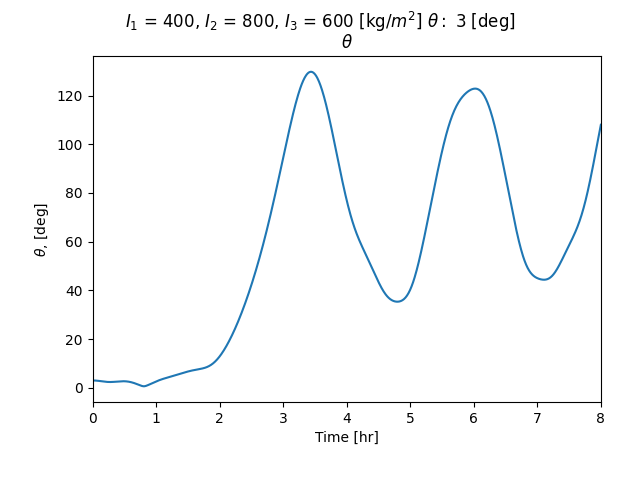 I₁ = 400, I₂ = 800, I₃ = 600 [kg/m²] θ : 3 [deg]
θ
120
100
80
60
40
20
0
θ, [deg]
0 1 2 3 4 5 6 7 8
Time [hr]